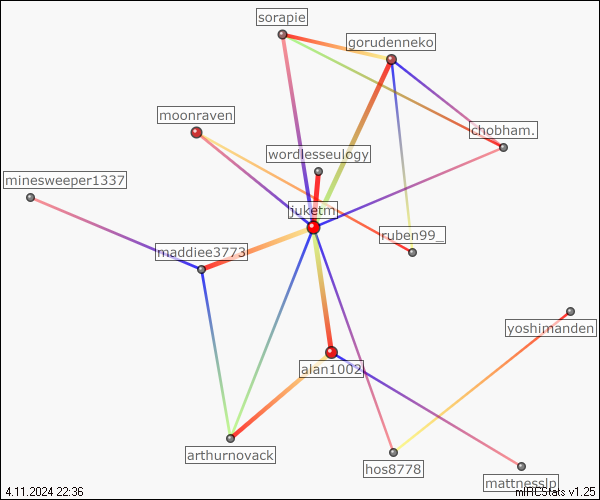 sorapie
gorudenneko
moonraven
chobham.
wordlesseulogy
minesweeper1337
juketm
ruben99_
maddiee3773
yoshimanden
alan1002
arthurnovack
hos8778
mattnesslp
4.11.2024 22:36
mIRCStats v1.25